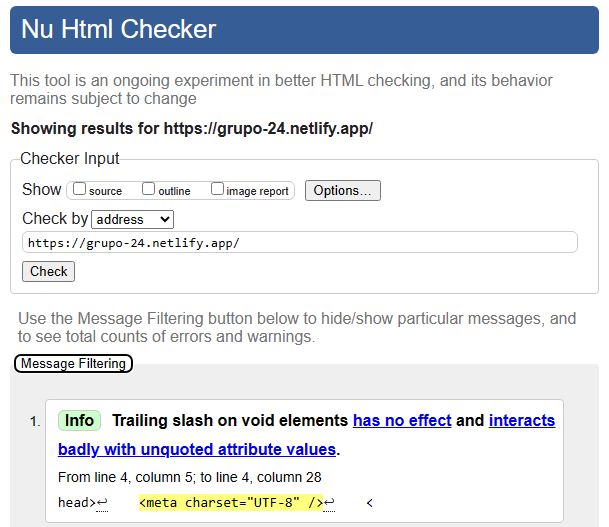 Nu Html Checker
This tool is an ongoing experiment in better HTML checking, and its behavior
remains subject to change
Showing results for https://grupo-24.netlify.app/
Checker Input
Show source outline image report Options...
Check by address
https://grupo-24.netlify.app/
Check
Use the Message Filtering button below to hide/show particular messages, and
to see total counts of errors and warnings.
Message Filtering
1. Info Trailing slash on void elements has no effect and interacts
badly with unquoted attribute values.
From line 4, column 5; to line 4, column 28
head>↩ <meta charset="UTF-8" />↩ <